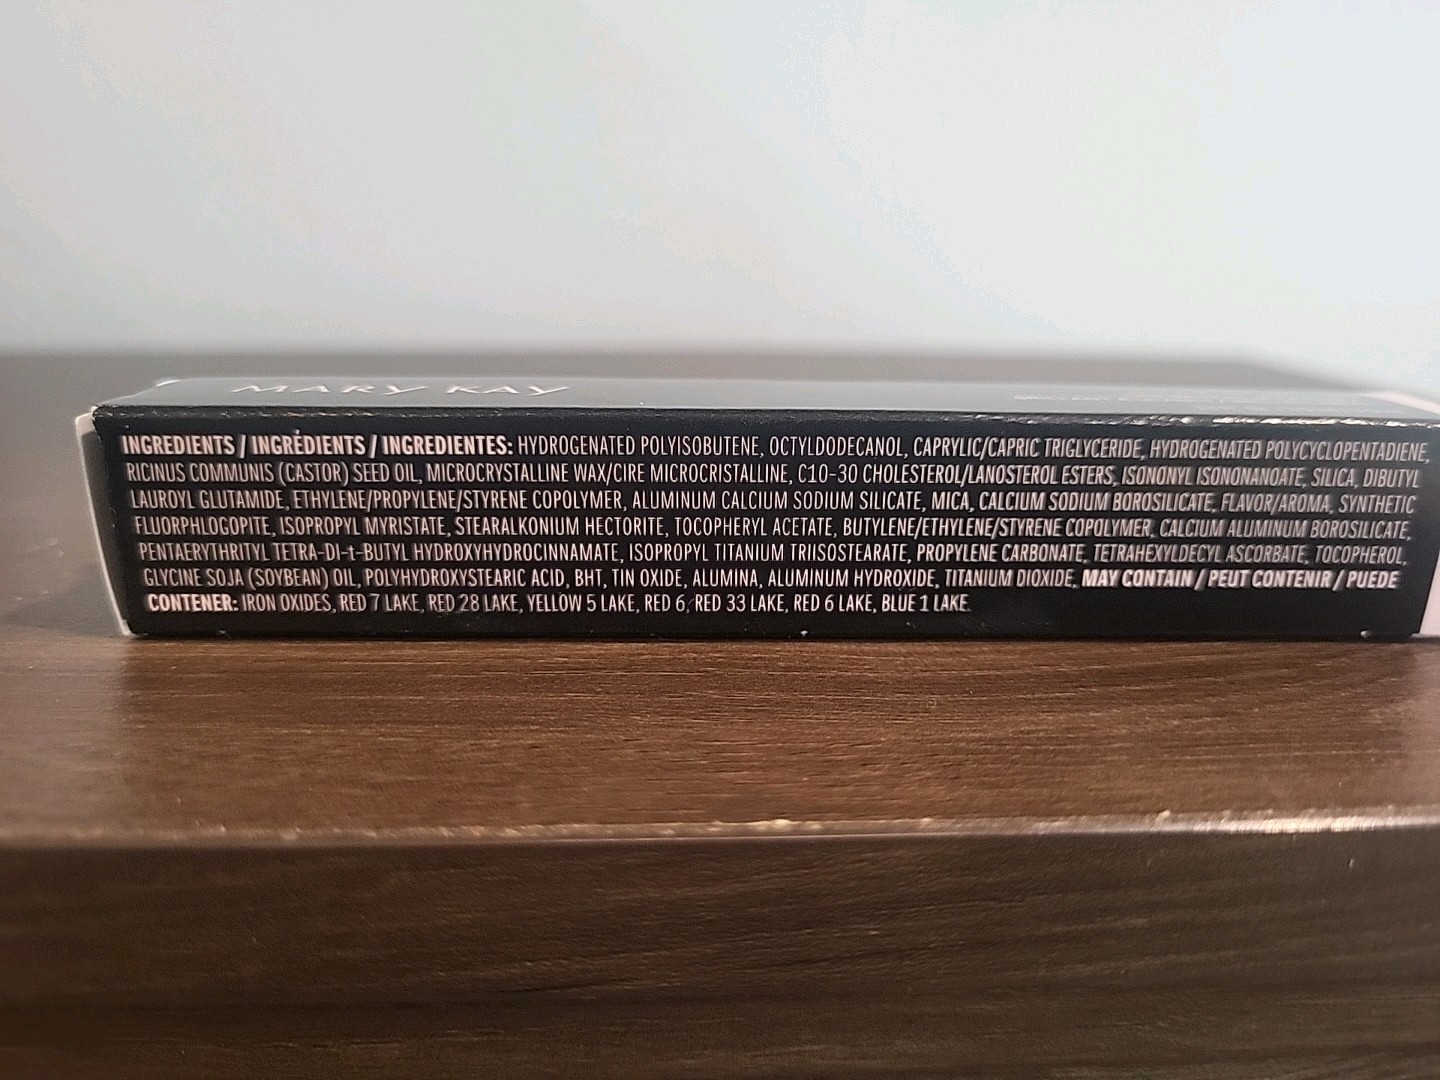 MARY KAY
INGREDIENTS / INGRÉDIENTS / INGREDIENTES: HYDROGENATED POLYISOBUTENE, OCTYLDODECANOL, CAPRYLIC/CAPRIC TRIGLYCERIDE, HYDROGENATED POLYCYCLOPENTADIENE,
RICINUS COMMUNIS (CASTOR) SEED OIL, MICROCRYSTALLINE WAX/CIRE MICROCRISTALLINE, C10-30 CHOLESTEROL/LANOSTEROL ESTERS, ISONONYL ISONONANOATE, SILICA, DIBUTYL
LAUROYL GLUTAMIDE, ETHYLENE/PROPYLENE/STYRENE COPOLYMER, ALUMINUM CALCIUM SODIUM SILICATE, MICA, CALCIUM SODIUM BOROSILICATE, FLAVOR/AROMA, SYNTHETIC
FLUORPHLOGOPITE, ISOPROPYL MYRISTATE, STEARALKONIUM HECTORITE, TOCOPHERYL ACETATE, BUTYLENE/ETHYLENE/STYRENE COPOLYMER, CALCIUM ALUMINUM BOROSILICATE,
PENTAERYTHRITYL TETRA-DI-t-BUTYL HYDROXYHYDROCINNAMATE, ISOPROPYL TITANIUM TRIISOSTEARATE, PROPYLENE CARBONATE, TETRAHEXYLDECYL ASCORBATE, TOCOPHEROL,
GLYCINE SOJA (SOYBEAN) OIL, POLYHYDROXYSTEARIC ACID, BHT, TIN OXIDE, ALUMINA, ALUMINUM HYDROXIDE, TITANIUM DIOXIDE, MAY CONTAIN / PEUT CONTENIR / PUEDE
CONTENER: IRON OXIDES, RED 7 LAKE, RED 28 LAKE, YELLOW 5 LAKE, RED 6, RED 33 LAKE, RED 6 LAKE, BLUE 1 LAKE.